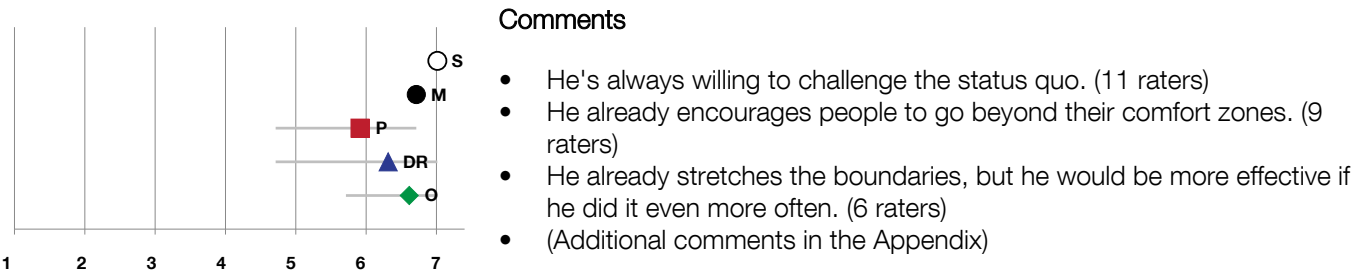 Comments
S
M
P
DR
O
1 2 3 4 5 6 7
• He's always willing to challenge the status quo. (11 raters)
• He already encourages people to go beyond their comfort zones. (9
raters)
• He already stretches the boundaries, but he would be more effective if
he did it even more often. (6 raters)
• (Additional comments in the Appendix)